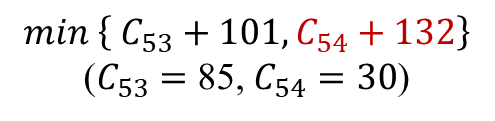 min { C₅₃ + 101, C₅₄ + 132}
(C₅₃ = 85, C₅₄ = 30)